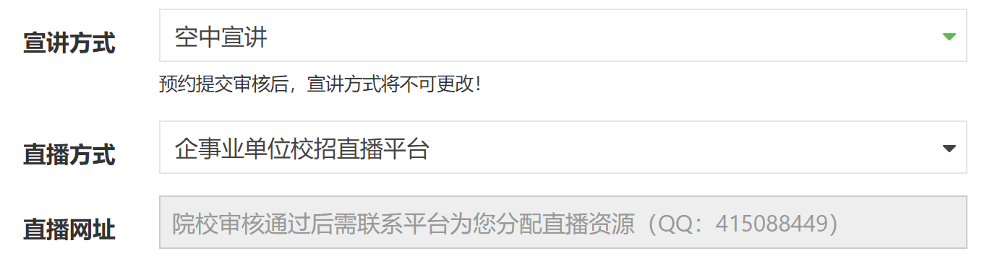 宣讲方式 空中宣讲
预约提交审核后，宣讲方式将不可更改！
直播方式 企事业单位校招直播平台
直播网址 院校审核通过后需联系平台为您分配直播资源（QQ：415088449）